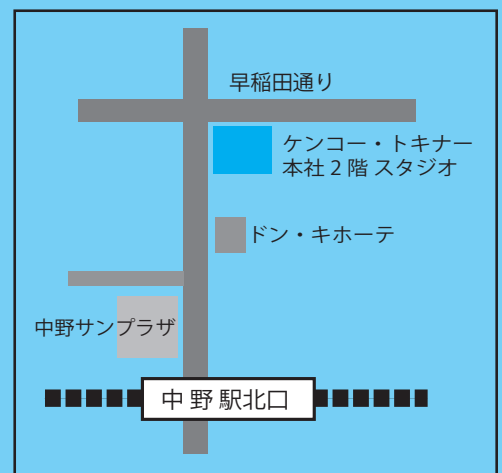 早稲田通り
ケンコー・トキナー
本社 2 階 スタジオ
ドン・キホーテ
中野サンプラザ
中 野 駅北口